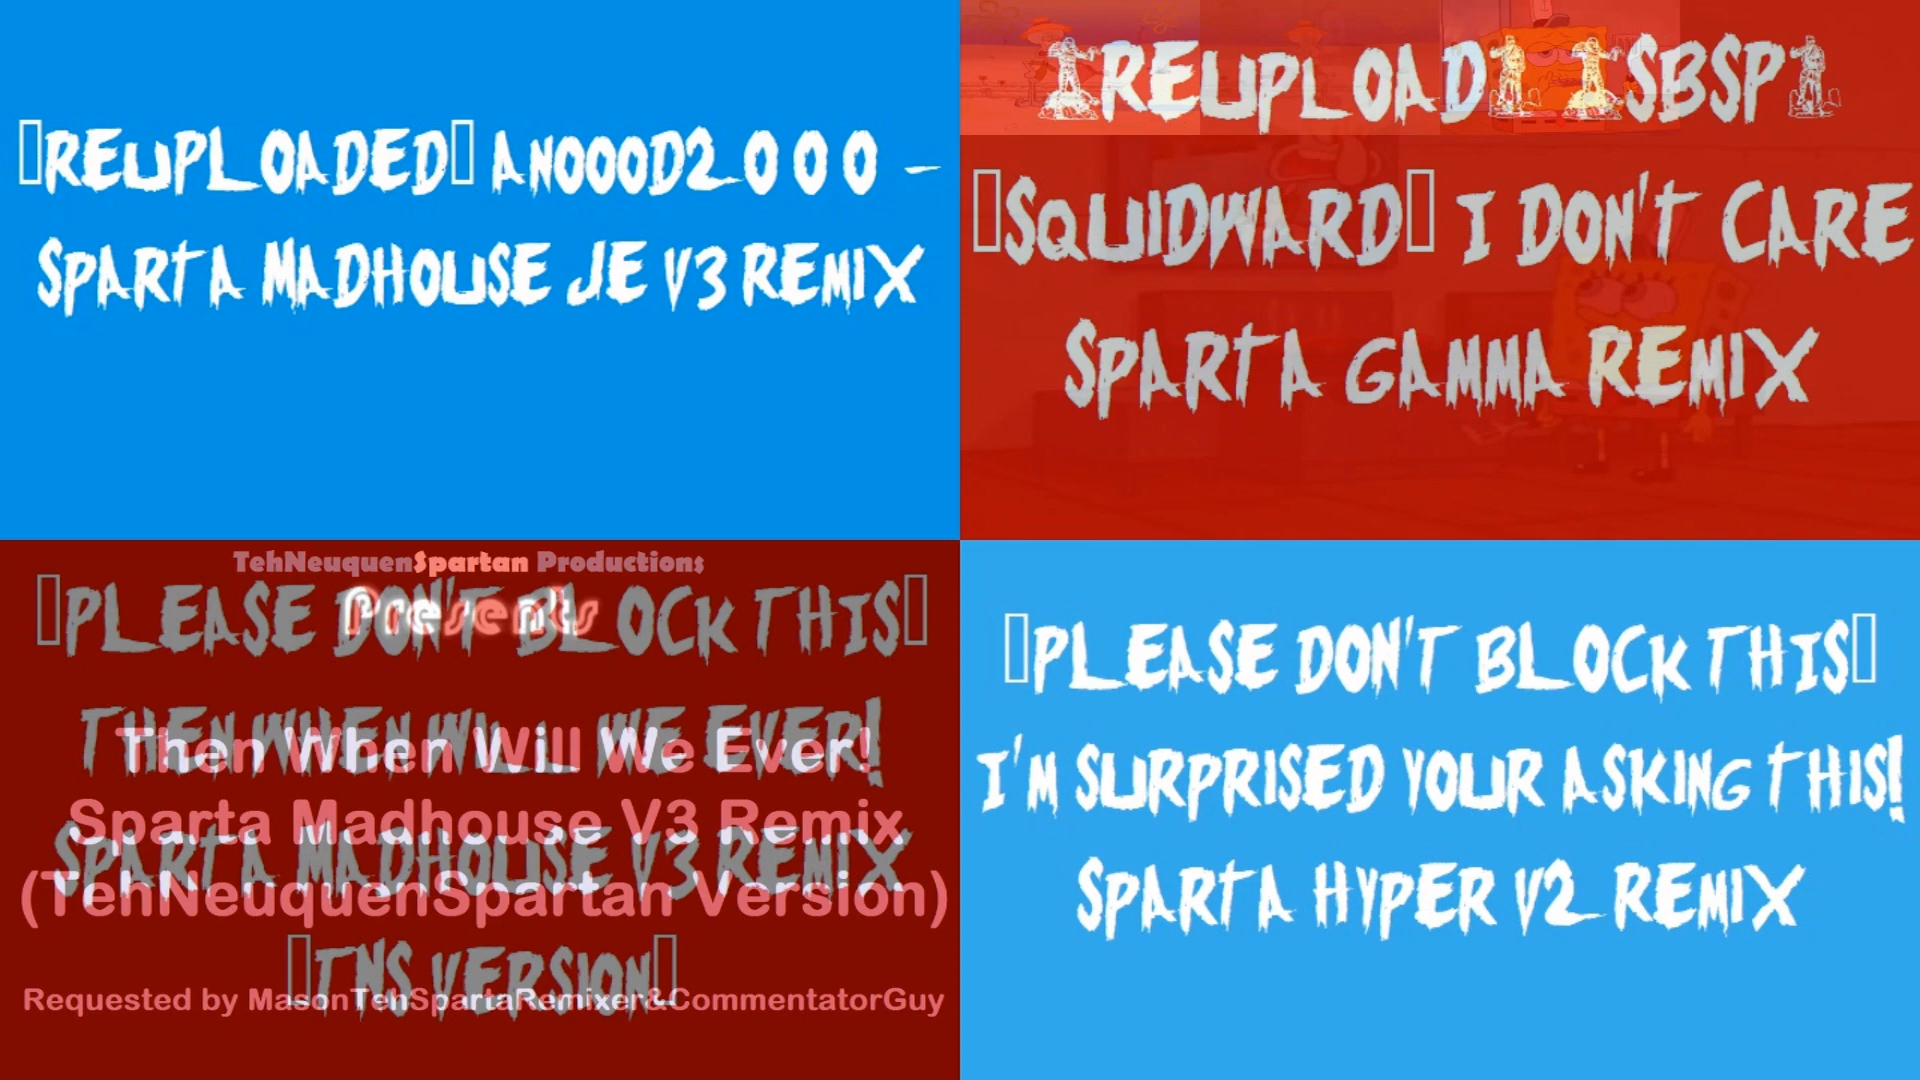 [REUPLOADED] ANOOOD2000 -
SPARTA MADHOUSE JE V3 REMIX
[REUPLOAD] [SBSP]
[SQUIDWARD] I DON'T CARE
SPARTA GAMMA REMIX
TehNeuquenSpartan Productions
[PLEASE DON'T BLOCK THIS]
Presents
THEN WHEN WILL WE EVER!
Then When Will We Ever!
Sparta Madhouse V3 Remix
SPARTA MADHOUSE V3 REMIX
(TehNeuquenSpartan Version)
[TNS VERSION]
Requested by MasonTehSpartaRemixer&CommentatorGuy
[PLEASE DON'T BLOCK THIS]
I'M SURPRISED YOUR ASKING THIS!
SPARTA HYPER V2 REMIX